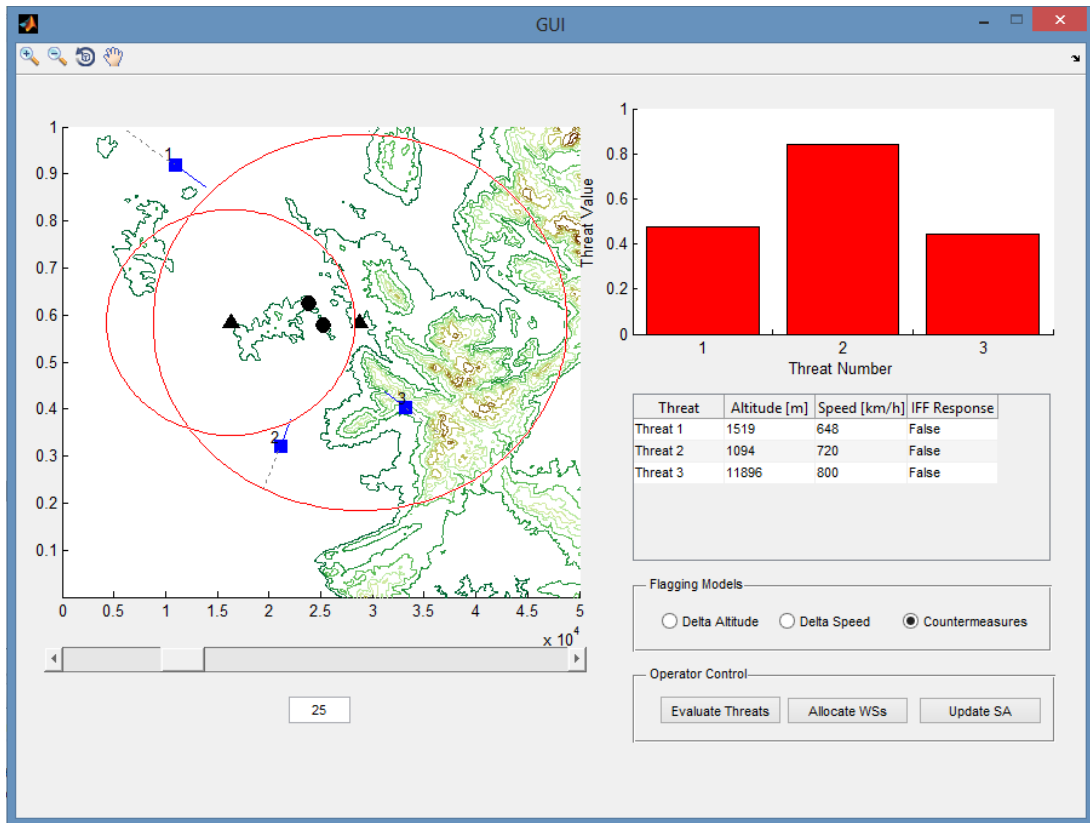 GUI
1
0.9
0.8
0.7
0.6
0.5
0.4
0.3
0.2
0.1
0 0.5 1 1.5 2 2.5 3 3.5 4 4.5 5
x 10^4
1
2
3
25
1
0.8
0.6
0.4
0.2
0
Threat Value
1 2 3
Threat Number
Threat Altitude [m] Speed [km/h] IFF Response
Threat 1 1519 648 False
Threat 2 1094 720 False
Threat 3 11896 800 False
Flagging Models
Delta Altitude Delta Speed Countermeasures
Operator Control
Evaluate Threats Allocate WSs Update SA